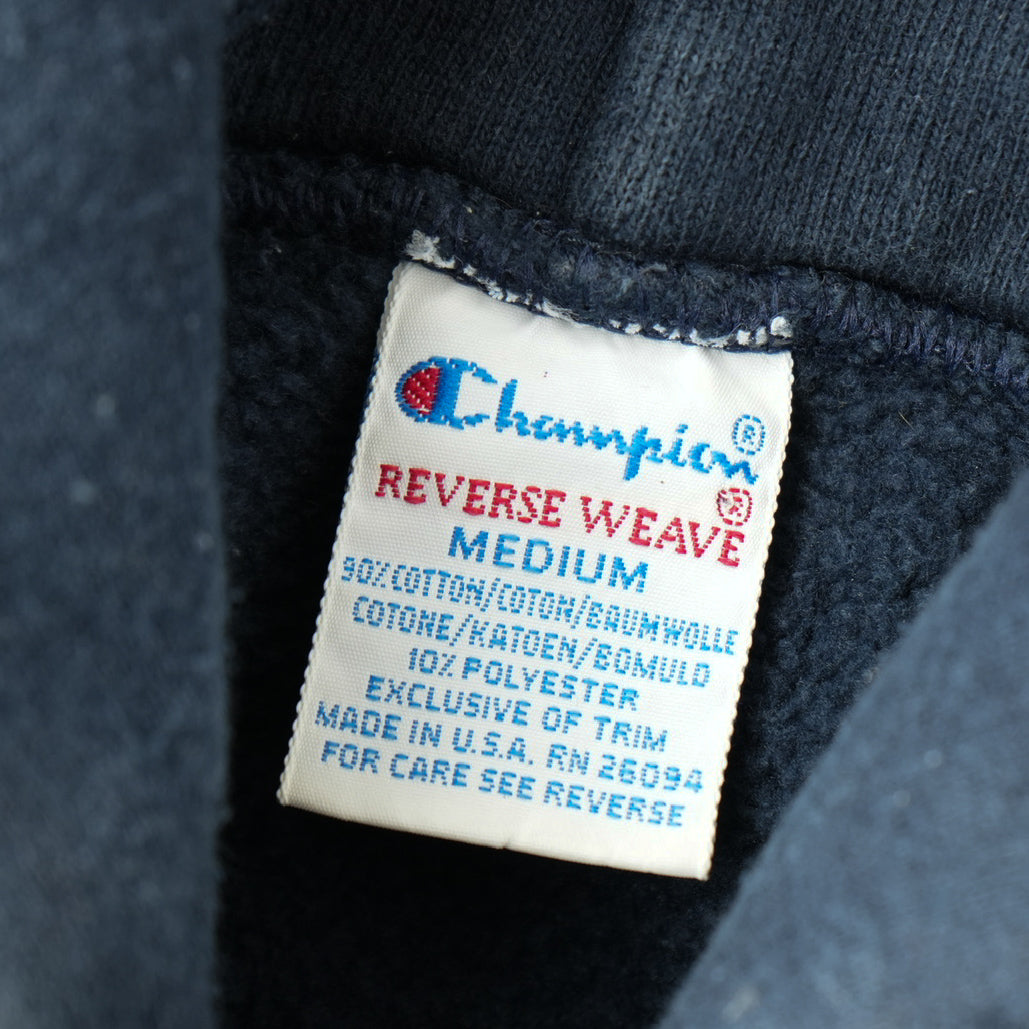 Champion®
REVERSE WEAVE®
MEDIUM
90% COTTON/COTON/BAUMWOLLE
COTONE/KATOEN/BOMULD
10% POLYESTER
EXCLUSIVE OF TRIM
MADE IN U.S.A. RN 26094
FOR CARE SEE REVERSE